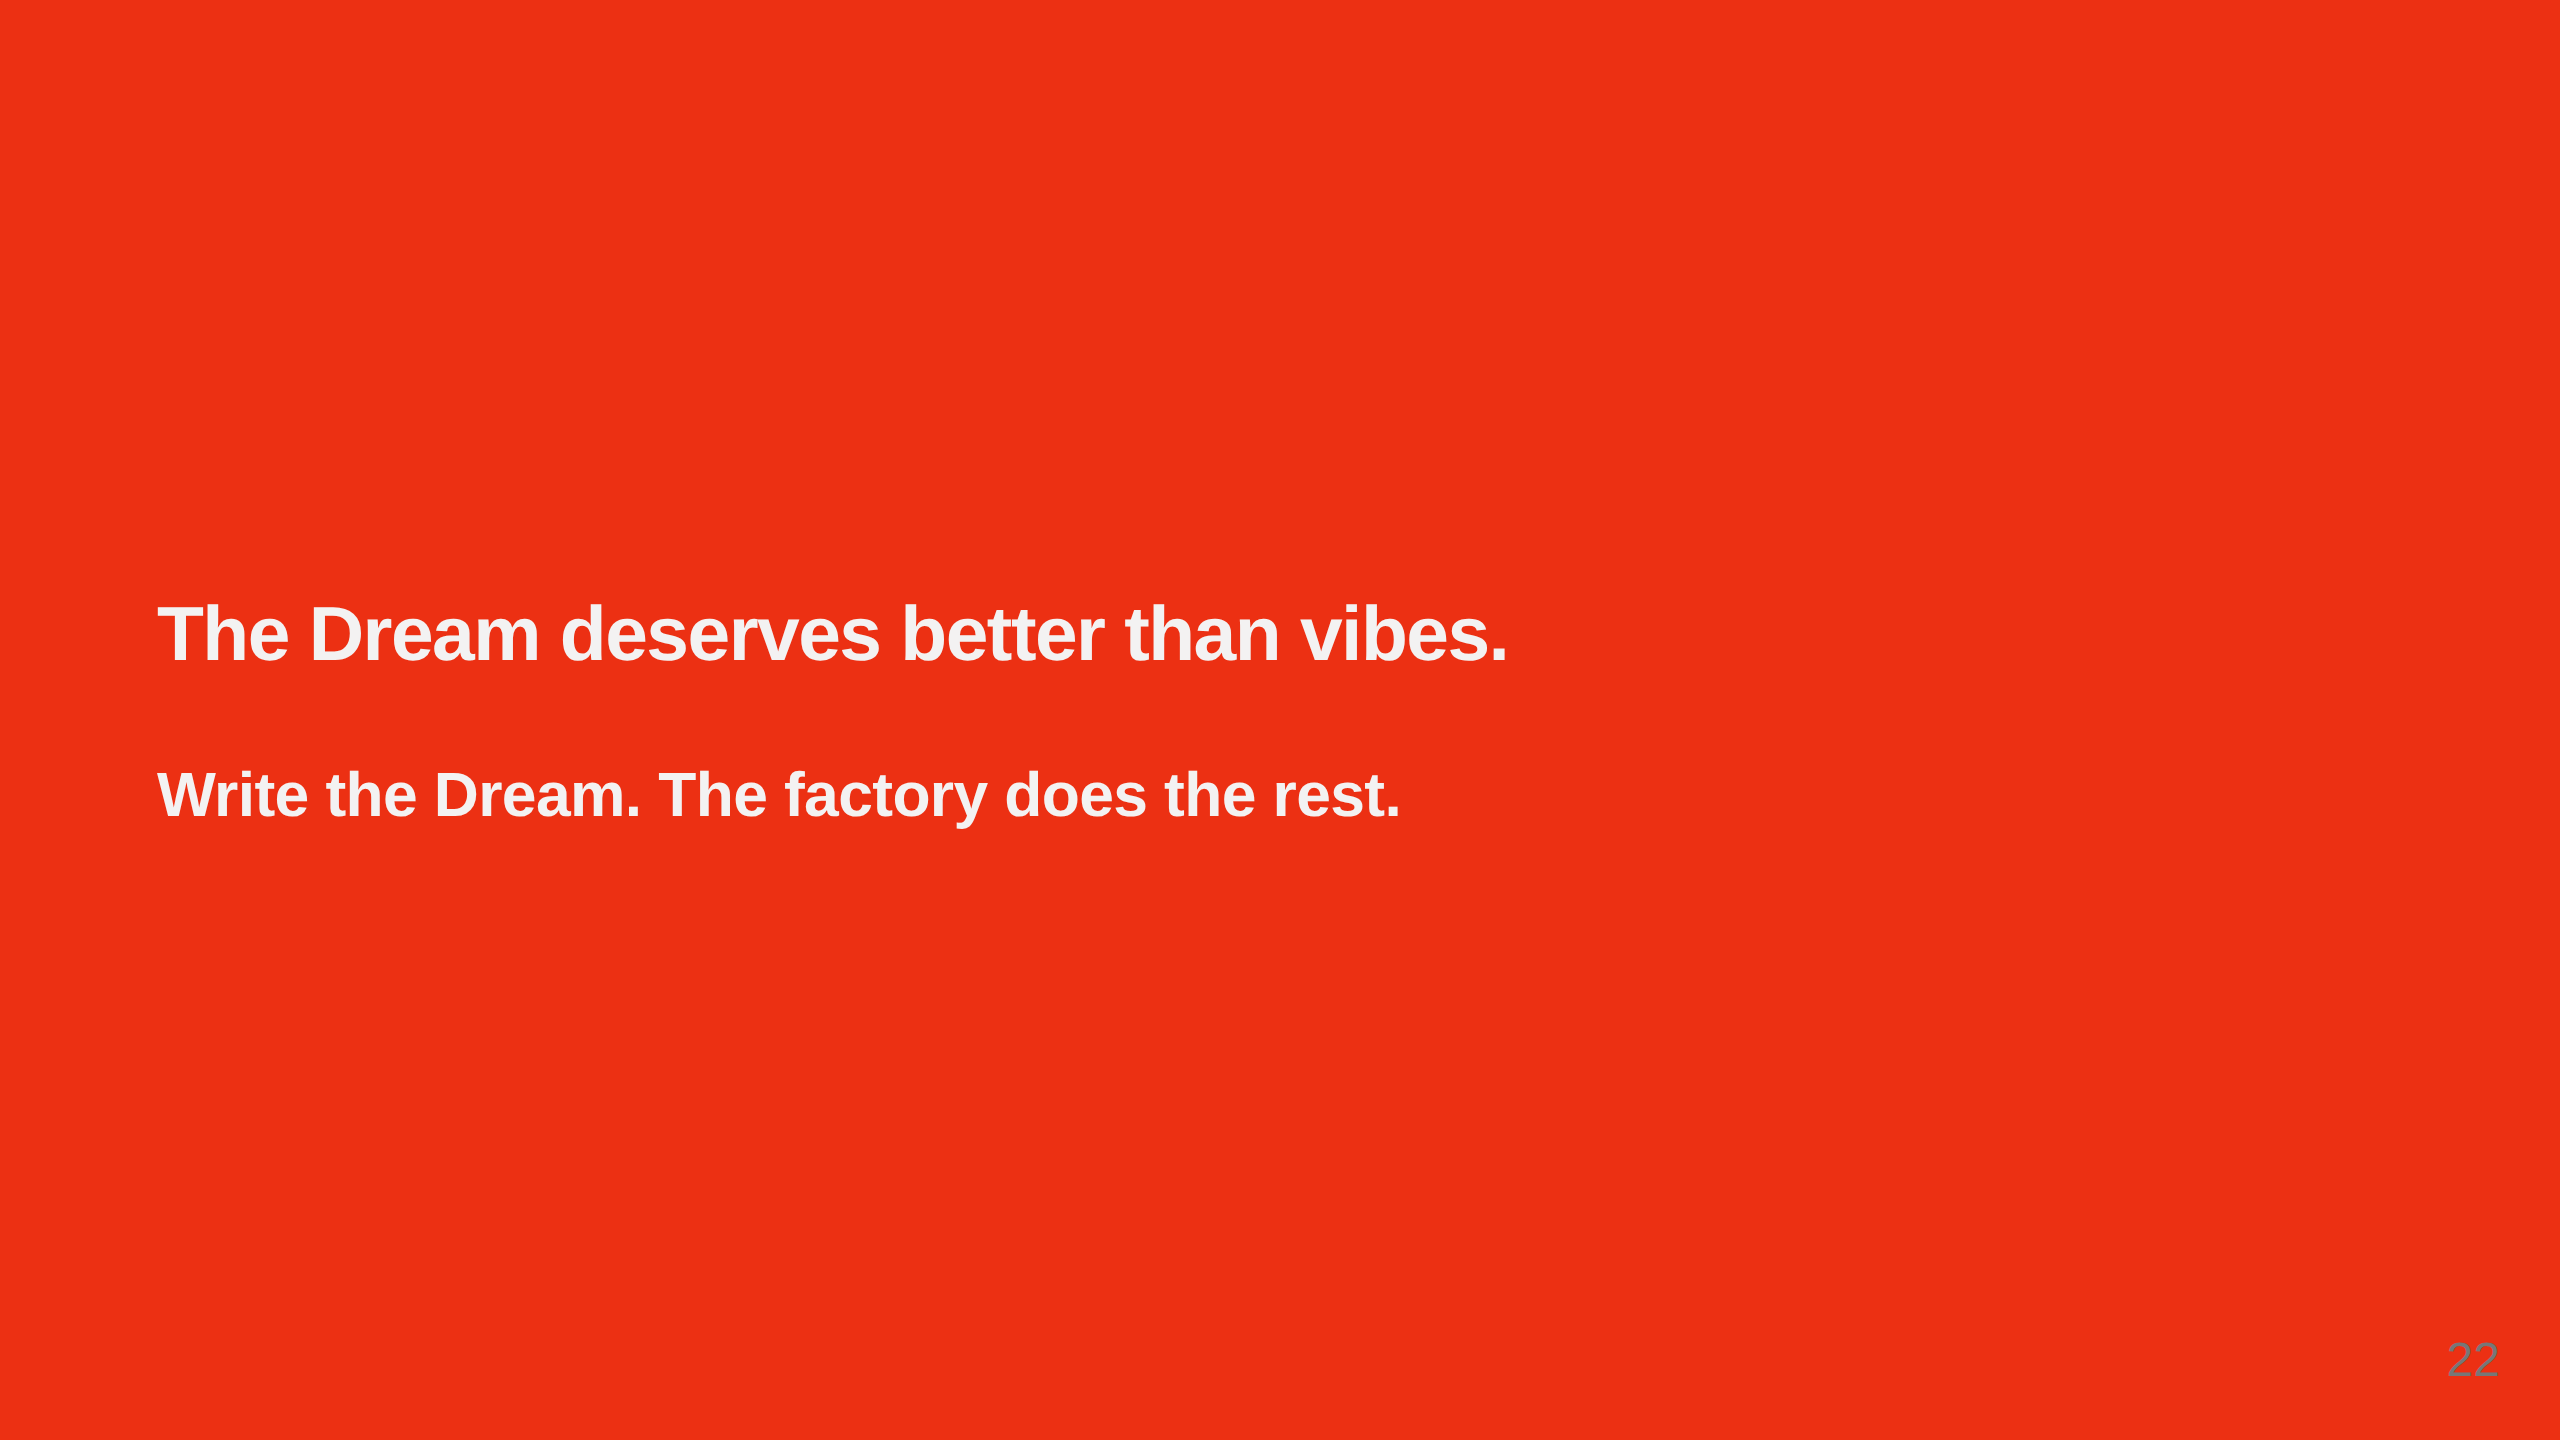 The Dream deserves better than vibes.
Write the Dream. The factory does the rest.
22